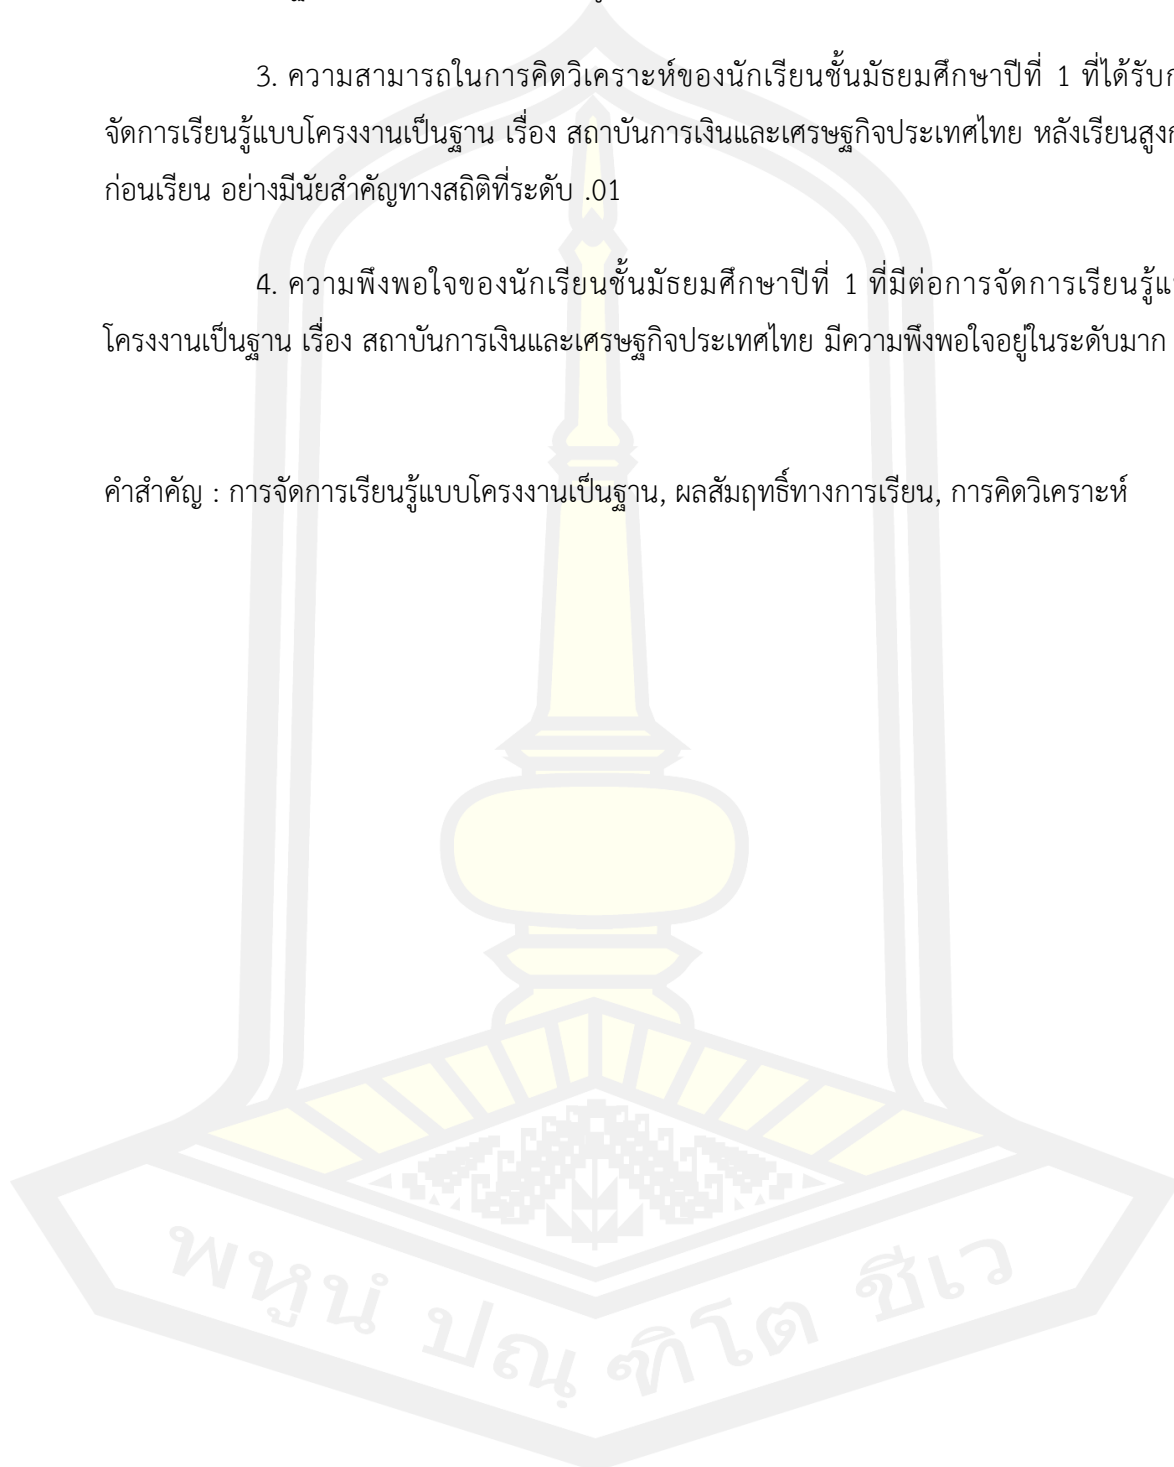 3. ความสามารถในการคิดวิเคราะห์ของนักเรียนชั้นมัธยมศึกษาปีที่ 1 ที่ได้รับ
จัดการเรียนรู้แบบโครงงานเป็นฐาน เรื่อง สถาบันการเงินและเศรษฐกิจประเทศไทย หลังเรียน
ก่อนเรียน อย่างมีนัยสำคัญทางสถิติที่ระดับ .01
4. ความพึงพอใจของนักเรียนชั้นมัธยมศึกษาปีที่ 1 ที่มีต่อการจัดการเรียนรู้
โครงงานเป็นฐาน เรื่อง สถาบันการเงินและเศรษฐกิจประเทศไทย มีความพึงพอใจอยู่ในระดับมาก
คำสำคัญ : การจัดการเรียนรู้แบบโครงงานเป็นฐาน, ผลสัมฤทธิ์ทางการเรียน, การคิดวิเคราะห์
พหูนํ ปณฺฑิโต ชีเว